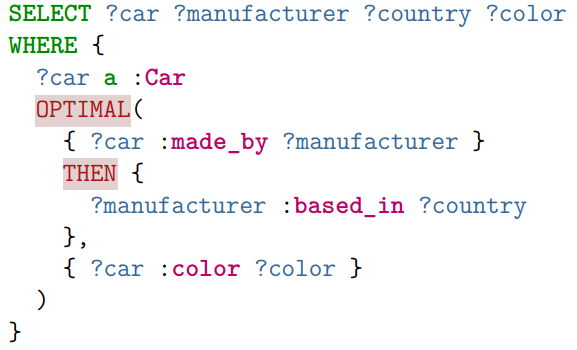 SELECT ?car ?manufacturer ?country ?color
WHERE {
  ?car a :Car
  OPTIMAL(
    { ?car :made_by ?manufacturer }
    THEN {
      ?manufacturer :based_in ?country
    },
    { ?car :color ?color }
  )
}